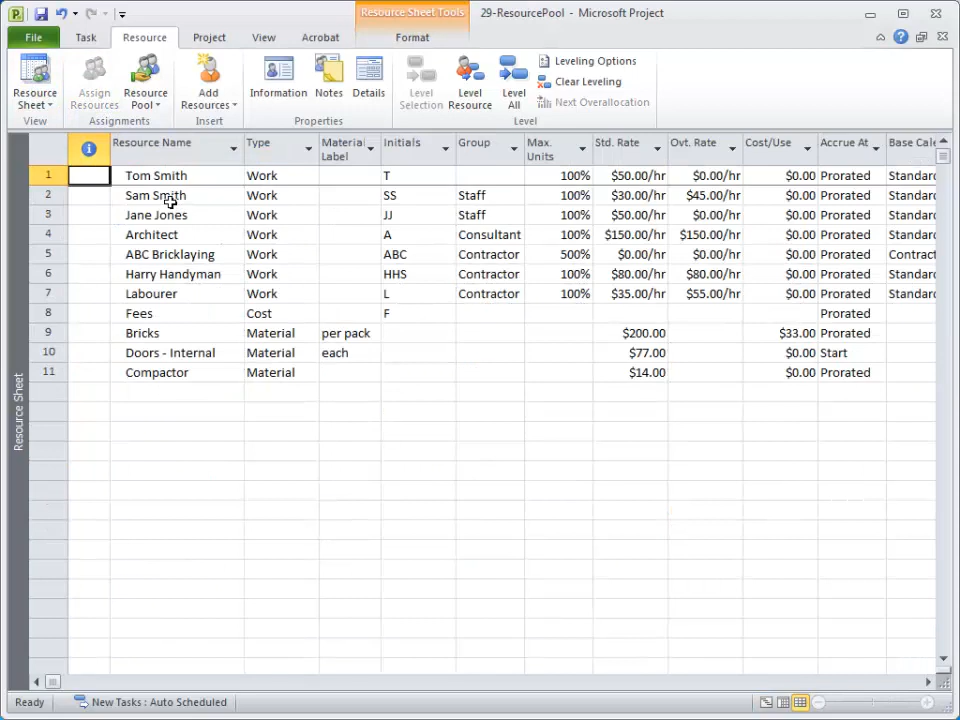 P
Resource Sheet Tools
29-ResourcePool - Microsoft Project
File Task Resource Project View Acrobat Format
Resource Sheet
Assign Resources
Resource Pool
Add Resources
Information
Notes
Details
Level Selection
Level Resource
Level All
Leveling Options
Clear Leveling
Next Overallocation
View Assignments Insert Properties Level
Resource Name Type Material Label Initials Group Max. Units Std. Rate Ovt. Rate Cost/Use Accrue At Base Cale
1 Tom Smith Work T 100% $50.00/hr $0.00/hr $0.00 Prorated Standard
2 Sam Smith Work SS Staff 100% $30.00/hr $45.00/hr $0.00 Prorated Standard
3 Jane Jones Work JJ Staff 100% $50.00/hr $0.00/hr $0.00 Prorated Standard
4 Architect Work A Consultant 100% $150.00/hr $150.00/hr $0.00 Prorated Standard
5 ABC Bricklaying Work ABC Contractor 500% $0.00/hr $0.00/hr $0.00 Prorated Contract
6 Harry Handyman Work HHS Contractor 100% $80.00/hr $80.00/hr $0.00 Prorated Standard
7 Labourer Work L Contractor 100% $35.00/hr $55.00/hr $0.00 Prorated Standard
8 Fees Cost F Prorated
9 Bricks Material per pack $200.00 $33.00 Prorated
10 Doors - Internal Material each $77.00 $0.00 Start
11 Compactor Material $14.00 $0.00 Prorated
Resource Sheet
Ready New Tasks : Auto Scheduled